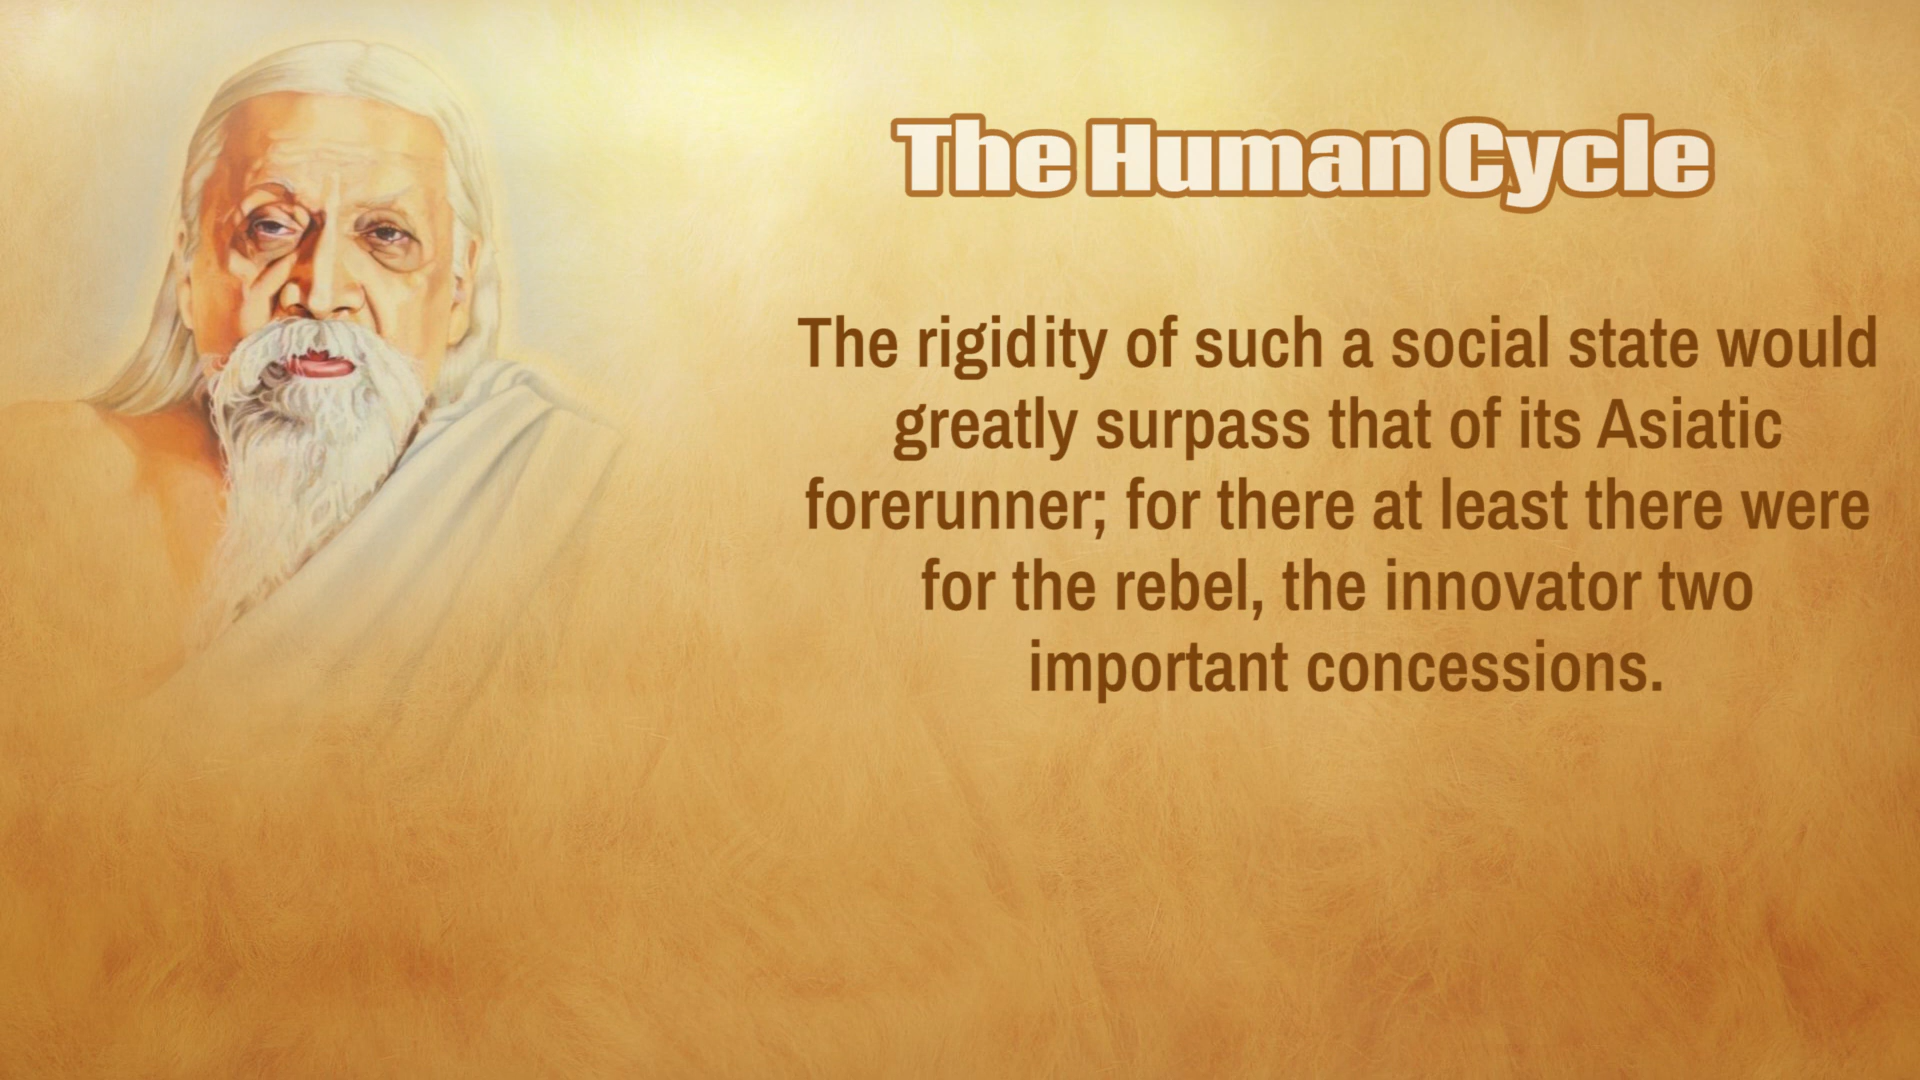 The Human Cycle
The rigidity of such a social state would
greatly surpass that of its Asiatic
forerunner; for there at least there were
for the rebel, the innovator two
important concessions.